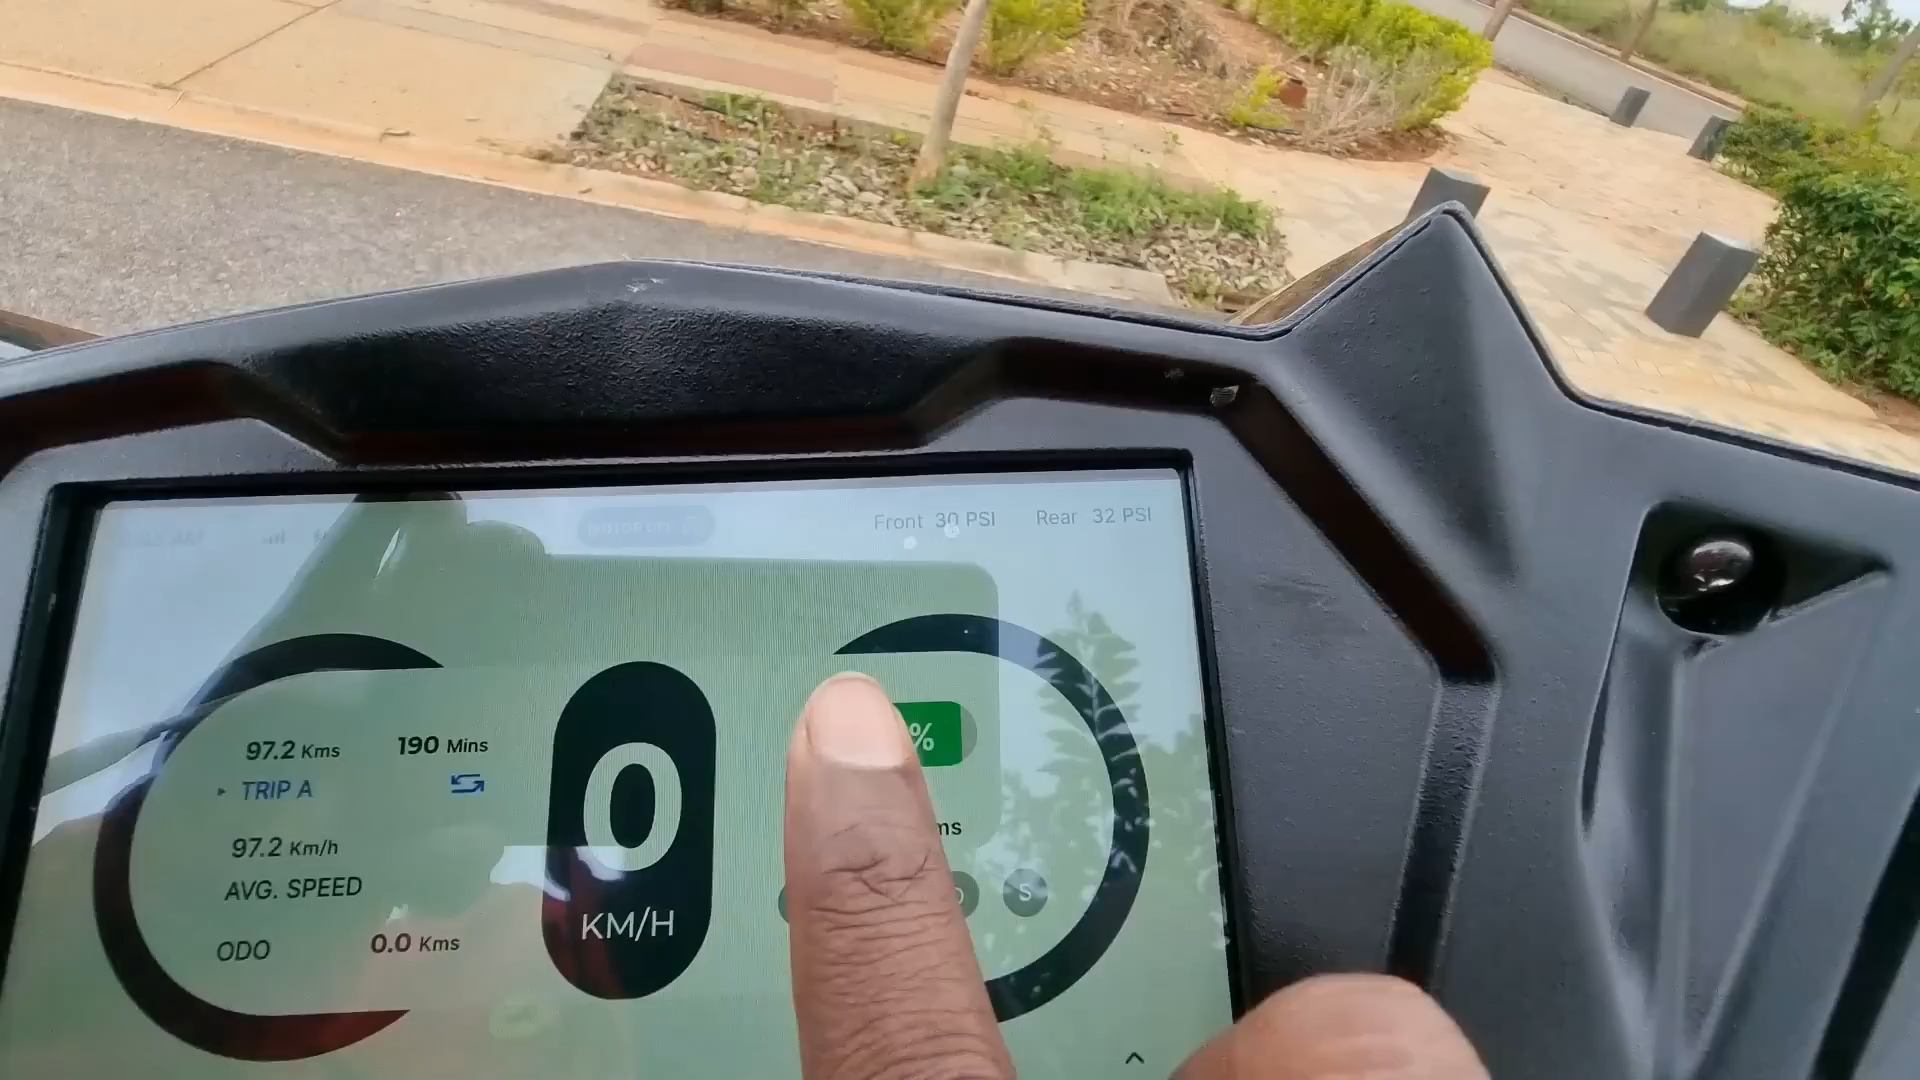 Front 30 PSI Rear 32 PSI
97.2 Kms 190 Mins
TRIP A
97.2 Km/h
AVG. SPEED
ODO 0.0 Kms
0
KM/H
%
ms
S